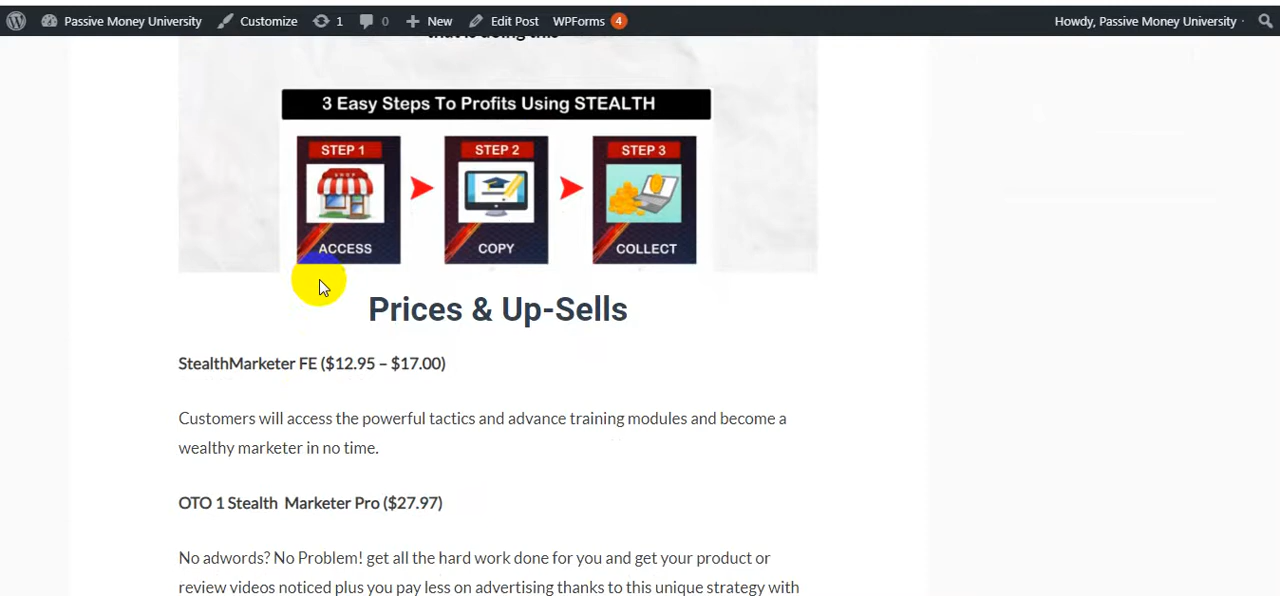 Passive Money University Customize 1 0 New Edit Post WPForms 4 Howdy, Passive Money University
that is doing this
3 Easy Steps To Profits Using STEALTH
STEP 1 STEP 2 STEP 3
ACCESS COPY COLLECT
Prices & Up-Sells
StealthMarketer FE ($12.95 – $17.00)
Customers will access the powerful tactics and advance training modules and become a
wealthy marketer in no time.
OTO 1 Stealth Marketer Pro ($27.97)
No adwords? No Problem! get all the hard work done for you and get your product or
review videos noticed plus you pay less on advertising thanks to this unique strategy with